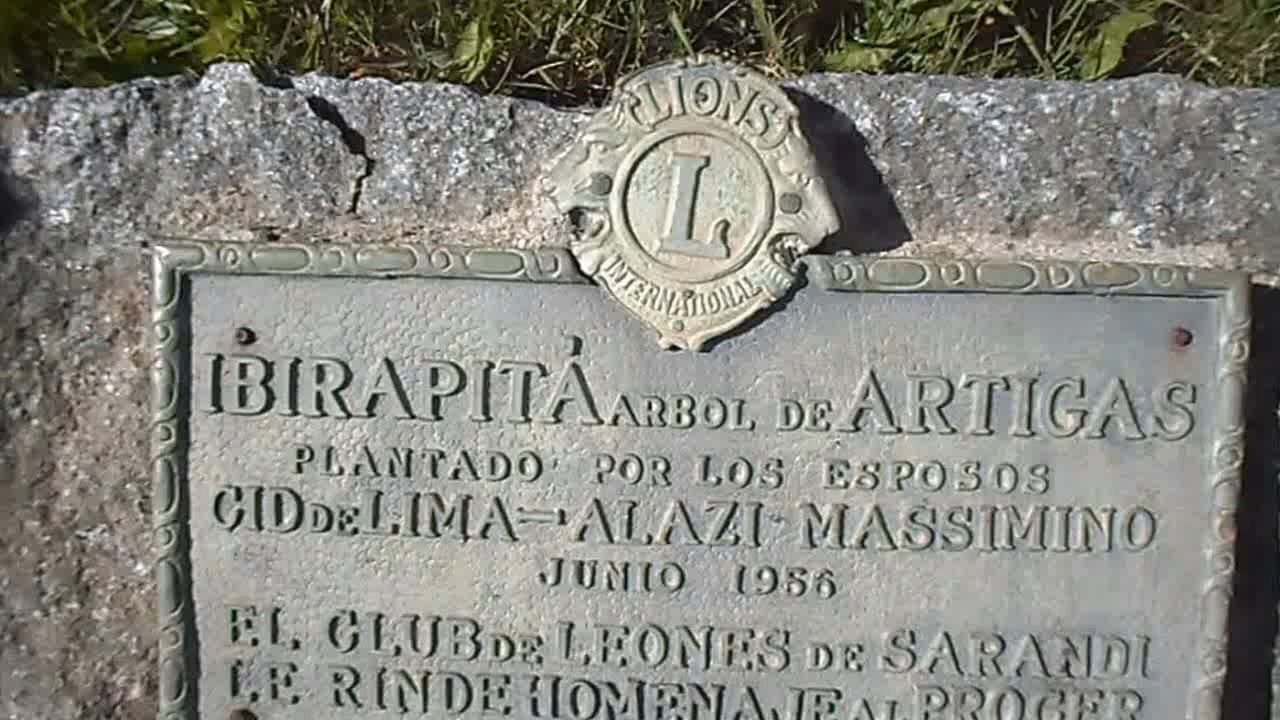 LIONS
L
INTERNATIONAL
IBIRAPITÁ ARBOL DE ARTIGAS
PLANTADO POR LOS ESPOSOS
CID DE LIMA = ALAZI MASSIMINO
JUNIO 1956
EL CLUB DE LEONES DE SARANDI
LE RINDE HOMENAJE AL PROCER